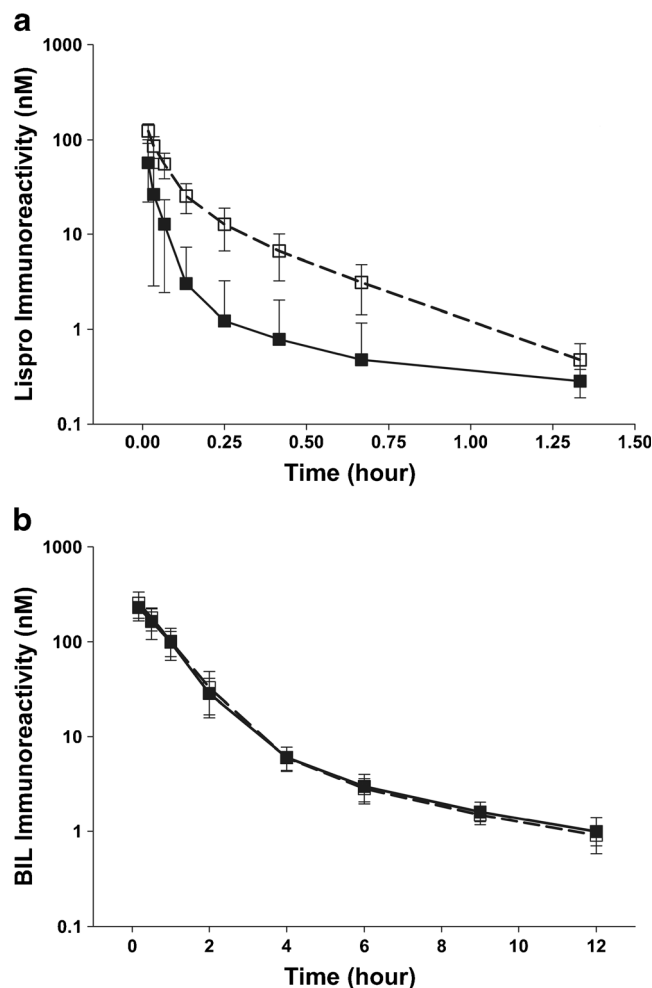 a
Lispro Immunoreactivity (nM)
1000
100
10
1
0.1
0.00 0.25 0.50 0.75 1.00 1.25 1.50
Time (hour)
b
BIL Immunoreactivity (nM)
1000
100
10
1
0.1
0 2 4 6 8 10 12
Time (hour)